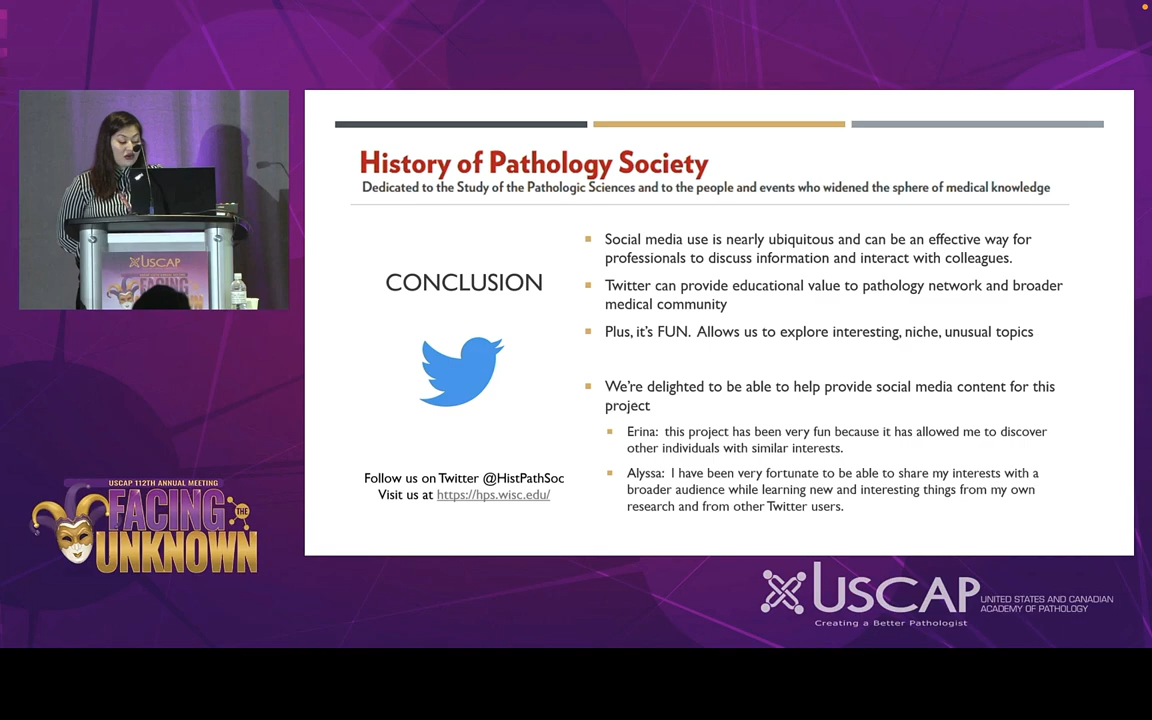 History of Pathology Society
Dedicated to the Study of the Pathologic Sciences and to the people and events who widened the sphere of medical knowledge
CONCLUSION
Follow us on Twitter @HistPathSoc
Visit us at https://hps.wisc.edu/
Social media use is nearly ubiquitous and can be an effective way for
professionals to discuss information and interact with colleagues.
Twitter can provide educational value to pathology network and broader
medical community
Plus, it's FUN. Allows us to explore interesting, niche, unusual topics
We're delighted to be able to help provide social media content for this
project
Erina: this project has been very fun because it has allowed me to discover
other individuals with similar interests.
Alyssa: I have been very fortunate to be able to share my interests with a
broader audience while learning new and interesting things from my own
research and from other Twitter users.
USCAP
FACING
UNKNOWN
USCAP 112TH ANNUAL MEETING
FACING THE
UNKNOWN
USCAP
UNITED STATES AND CANADIAN
ACADEMY OF PATHOLOGY
Creating a Better Pathologist